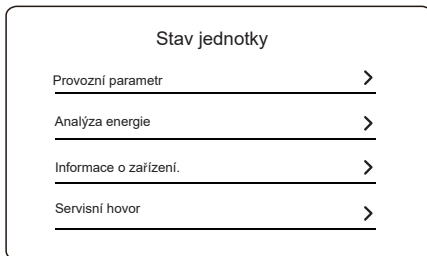 Stav jednotky
Provozní parametr
Analýza energie
Informace o zařízení.
Servisní hovor